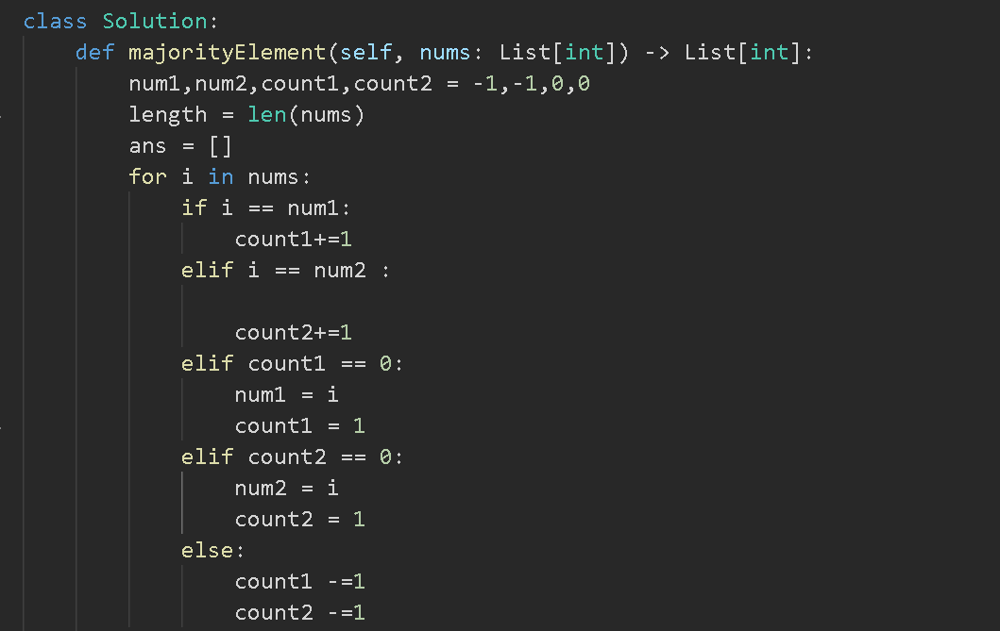 class Solution:
    def majorityElement(self, nums: List[int]) -> List[int]:
        num1,num2,count1,count2 = -1,-1,0,0
        length = len(nums)
        ans = []
        for i in nums:
            if i == num1:
                count1+=1
            elif i == num2 :
                count2+=1
            elif count1 == 0:
                num1 = i
                count1 = 1
            elif count2 == 0:
                num2 = i
                count2 = 1
            else:
                count1 -=1
                count2 -=1